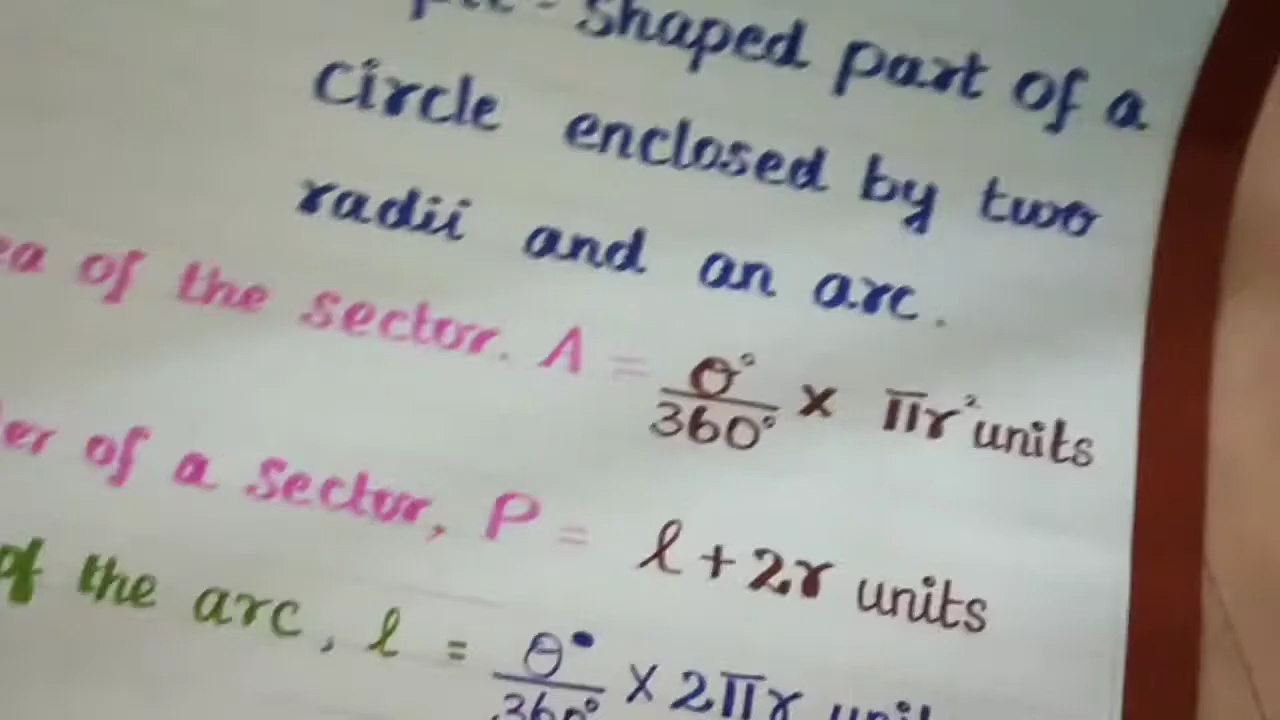 Shaped part of a
circle enclosed by two
radii and an arc.
of the sector. A = θ°/360° × πr² units
of a sector, P = l + 2r units
of the arc, l = θ°/360° × 2πr